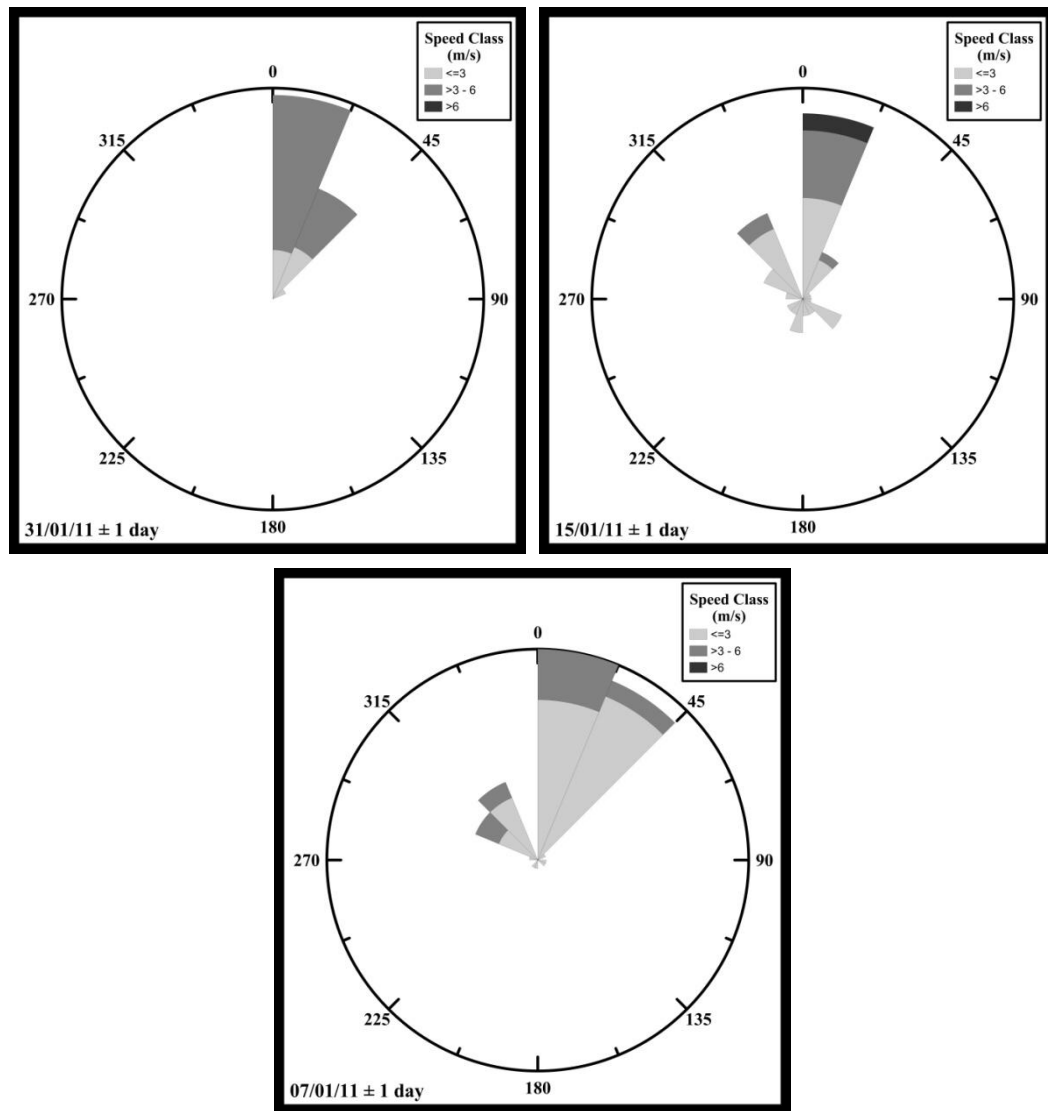 Speed Class
(m/s)
<=3
>3 - 6
>6
0
45
90
135
180
225
270
315
31/01/11 ± 1 day
Speed Class
(m/s)
<=3
>3 - 6
>6
0
45
90
135
180
225
270
315
15/01/11 ± 1 day
Speed Class
(m/s)
<=3
>3 - 6
>6
0
45
90
135
180
225
270
315
07/01/11 ± 1 day